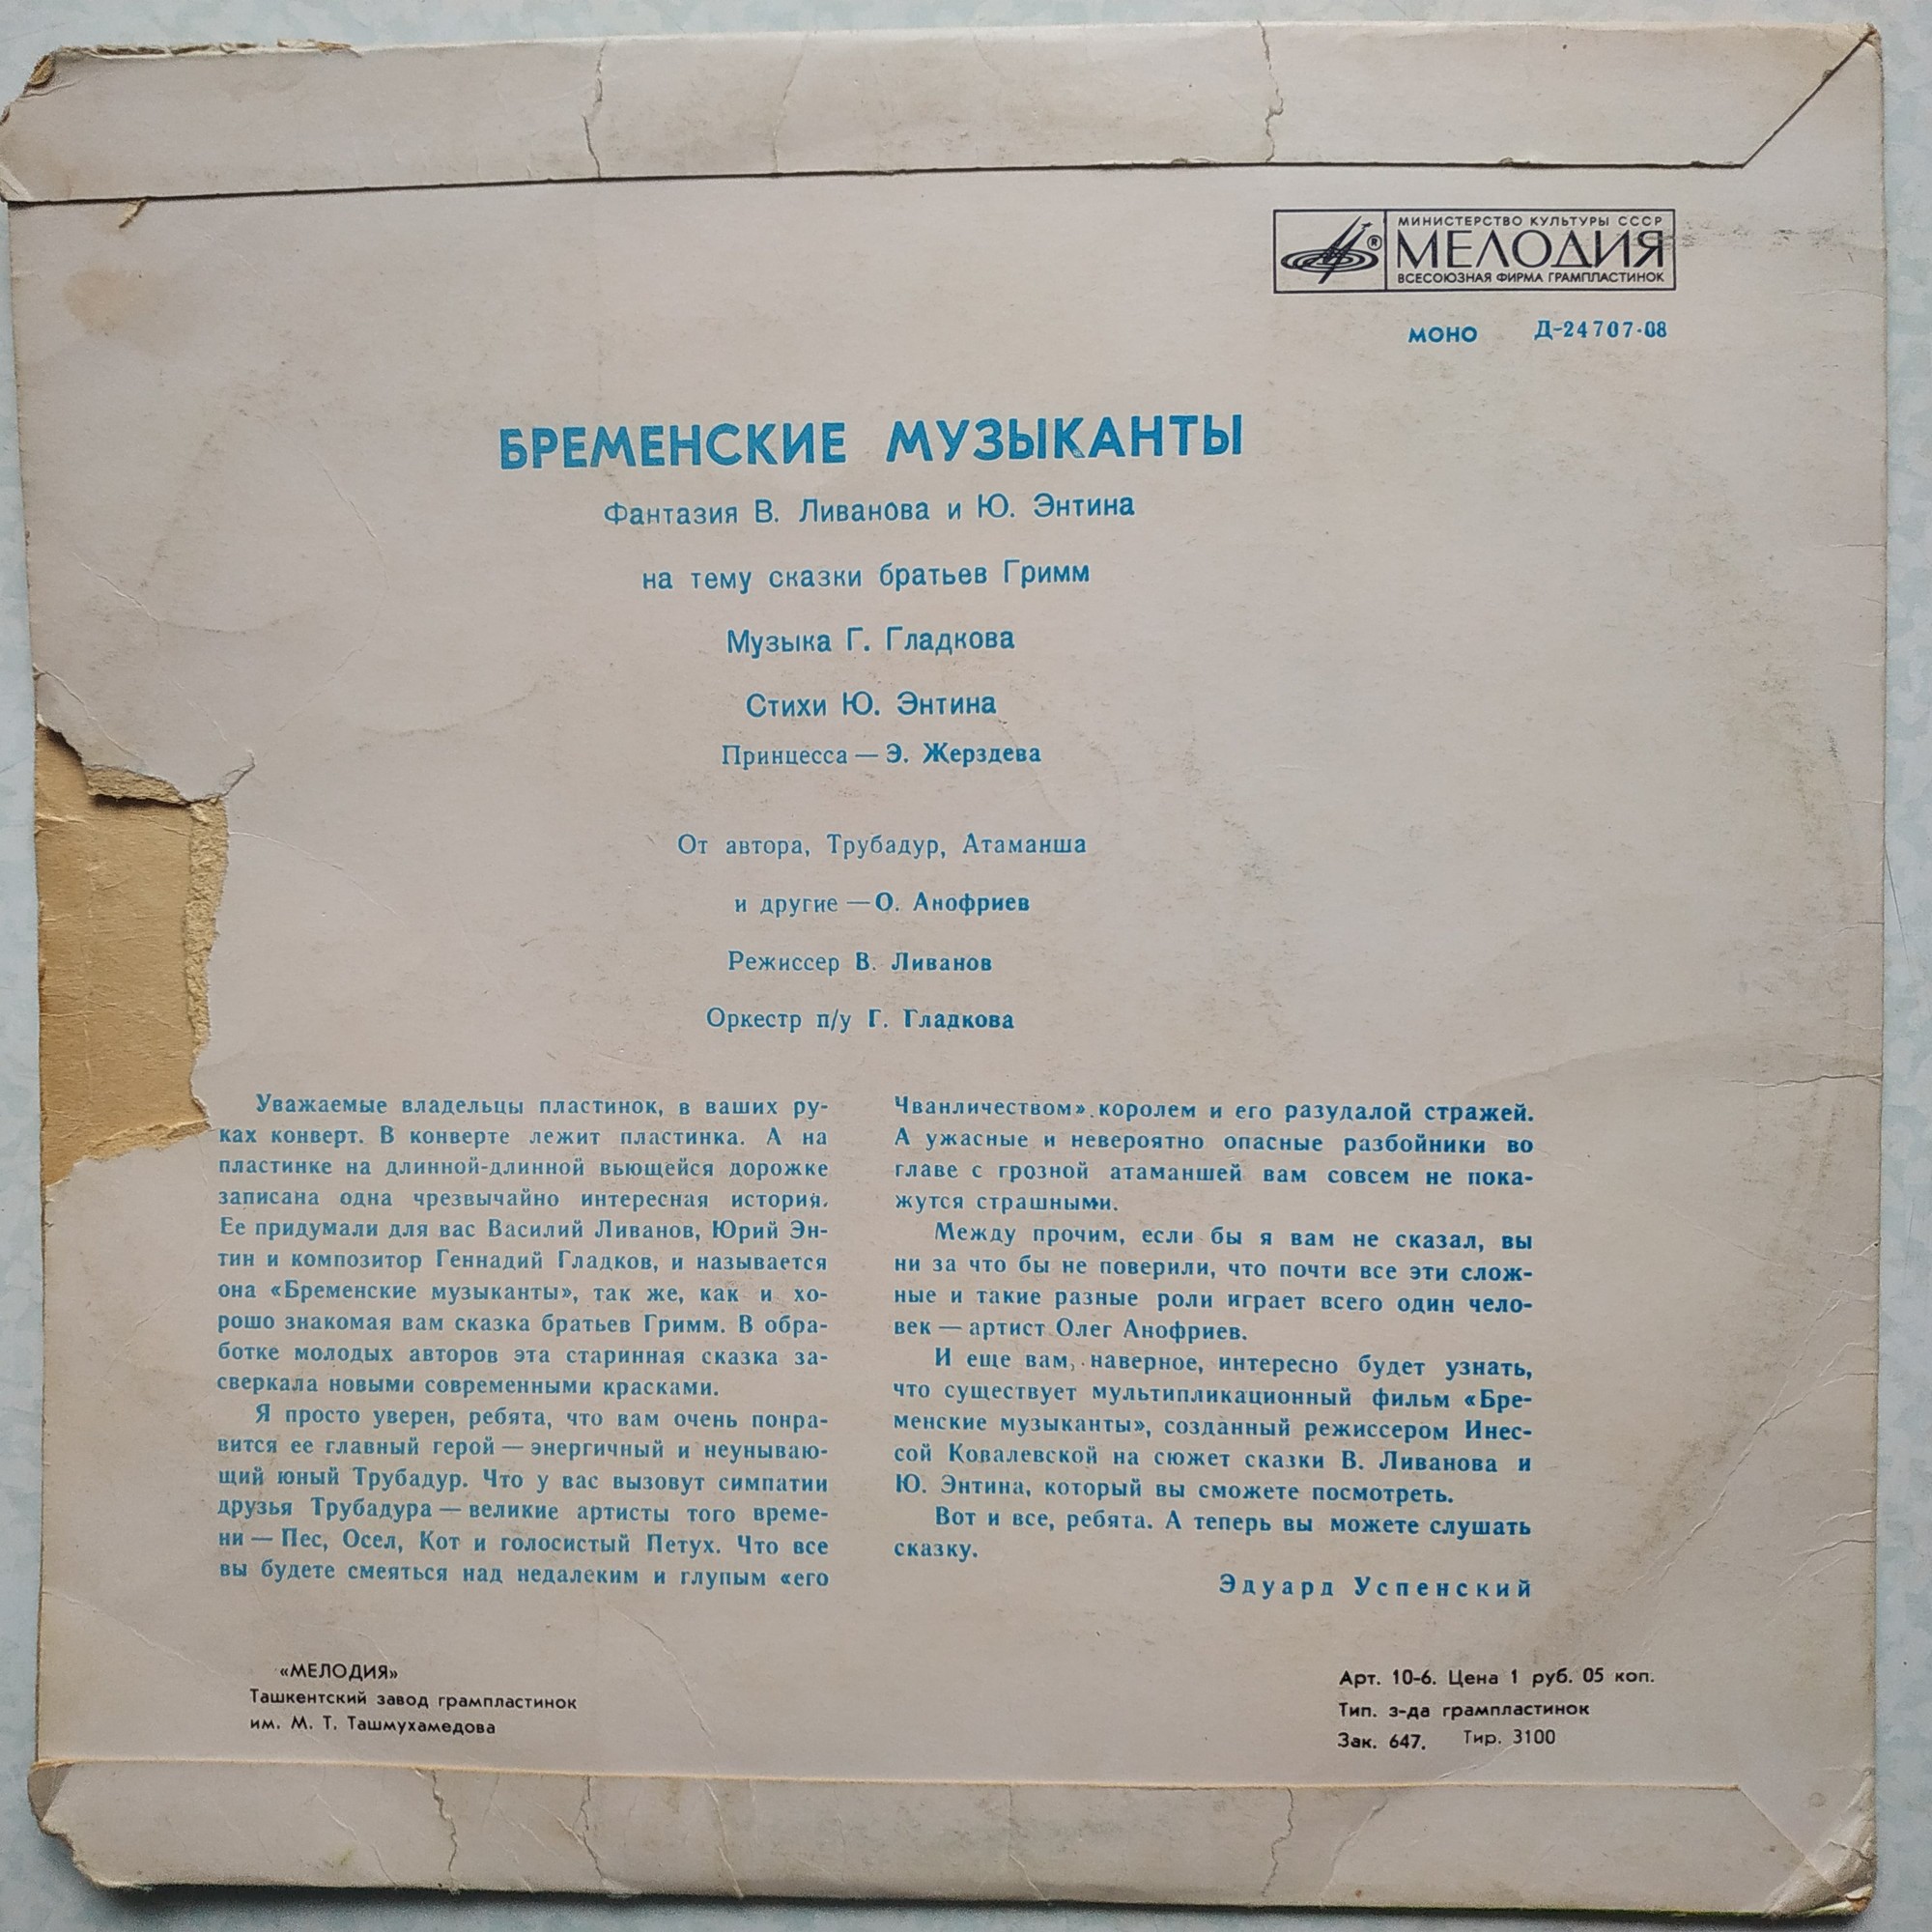 МИНИСТЕРСТВО КУЛЬТУРЫ СССР
МЕЛОДИЯ
®
ВСЕСОЮЗНАЯ ФИРМА ГРАМПЛАСТИНОК
МОНО Д-24707-08
БРЕМЕНСКИЕ МУЗЫКАНТЫ
Фантазия В. Ливанова и Ю. Энтина
на тему сказки братьев Гримм
Музыка Г. Гладкова
Стихи Ю. Энтина
Принцесса — Э. Жерздева
От автора, Трубадур, Атаманша
и другие — О. Анофриев
Режиссер В. Ливанов
Оркестр п/у Г. Гладкова
Уважаемые владельцы пластинок, в ваших ру-
ках конверт. В конверте лежит пластинка. А на
пластинке на длинной-длинной вьющейся дорожке
записана одна чрезвычайно интересная история.
Ее придумали для вас Василий Ливанов, Юрий Эн-
тин и композитор Геннадий Гладков, и называется
она «Бременские музыканты», так же, как и хо-
рошо знакомая вам сказка братьев Гримм. В обра-
ботке молодых авторов эта старинная сказка за-
сверкала новыми современными красками.
Я просто уверен, ребята, что вам очень понра-
вится ее главный герой — энергичный и неунываю-
щий юный Трубадур. Что у вас вызовут симпатии
друзья Трубадура — великие артисты того време-
ни — Пес, Осел, Кот и голосистый Петух. Что все
вы будете смеяться над недалеким и глупым «его
Чванличеством» королем и его разудалой стражей.
А ужасные и невероятно опасные разбойники во
главе с грозной атаманшей вам совсем не пока-
жутся страшными.
Между прочим, если бы я вам не сказал, вы
ни за что бы не поверили, что почти все эти слож-
ные и такие разные роли играет всего один чело-
век — артист Олег Анофриев.
И еще вам, наверное, интересно будет узнать,
что существует мультипликационный фильм «Бре-
менские музыканты», созданный режиссером Инес-
сой Ковалевской на сюжет сказки В. Ливанова и
Ю. Энтина, который вы сможете посмотреть.
Вот и все, ребята. А теперь вы можете слушать
сказку.
Эдуард Успенский
«МЕЛОДИЯ»
Ташкентский завод грампластинок
им. М. Т. Ташмухамедова
Арт. 10-6. Цена 1 руб. 05 коп.
Тип. з-да грампластинок
Зак. 647. Тир. 3100